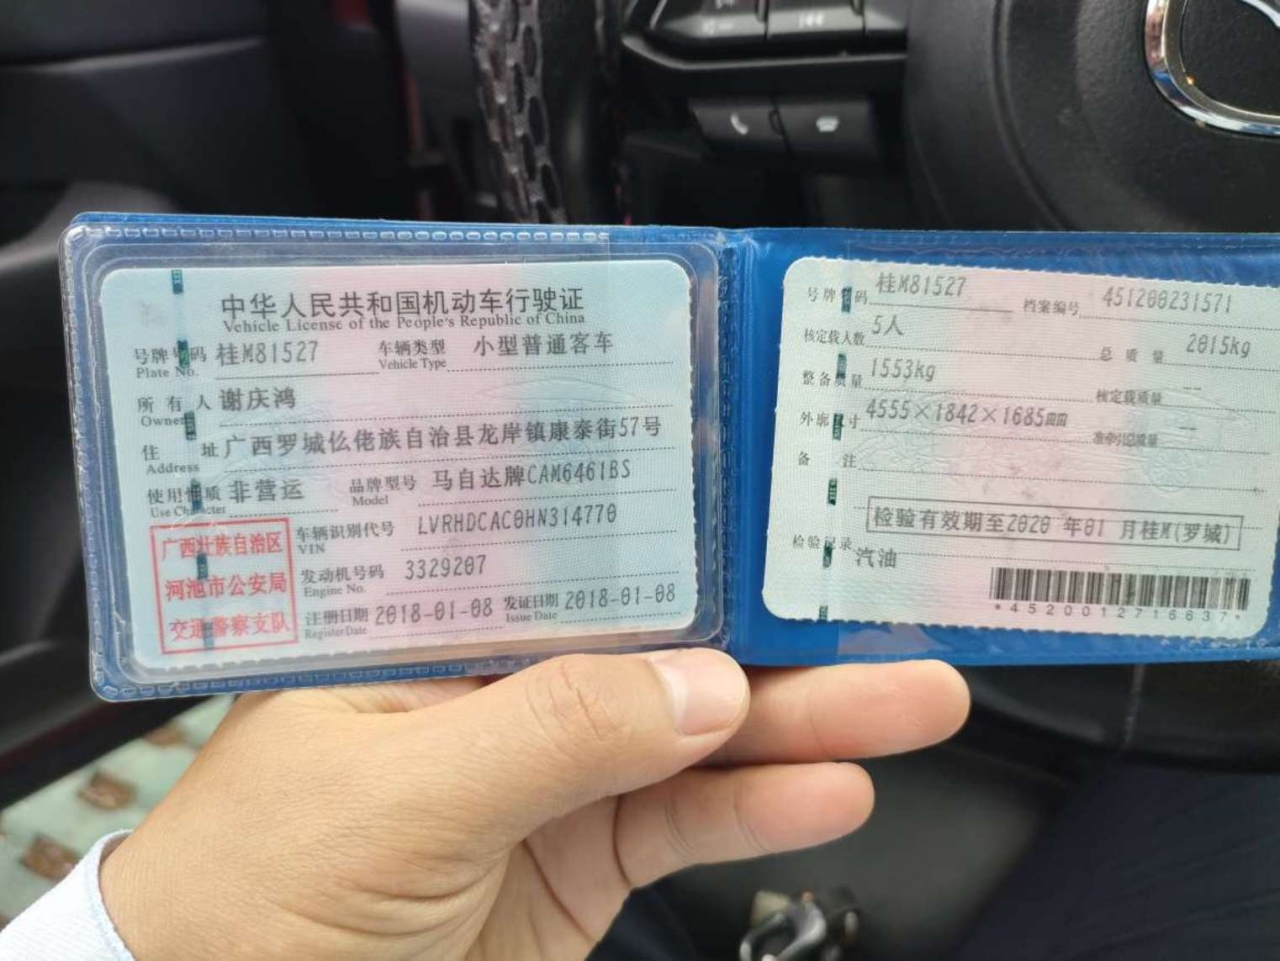 中华人民共和国机动车行驶证
Vehicle License of the People's Republic of China
号牌号码 桂M81527 车辆类型 小型普通客车
Plate No. Vehicle Type
所有人 谢庆鸿
Owner
住址 广西罗城仫佬族自治县龙岸镇康泰街57号
Address
使用性质 非营运 品牌型号 马自达牌CAM6461BS
Use Character Model
广西壮族自治区
河池市公安局
交通警察支队
车辆识别代号 LVRHDCAC0HN314770
VIN
发动机号码 3329207
Engine No.
注册日期 2018-01-08 发证日期 2018-01-08
Register Date Issue Date
号牌号码 桂M81527 档案编号 451200231571
核定载人数 5人 总质量 2015kg
整备质量 1553kg 核定载质量 --
外廓尺寸 4555×1842×1685mm 准牵引总质量 --
备注
检验有效期至2020年01月桂M(罗城)
检验记录
汽油
*4520012716637*